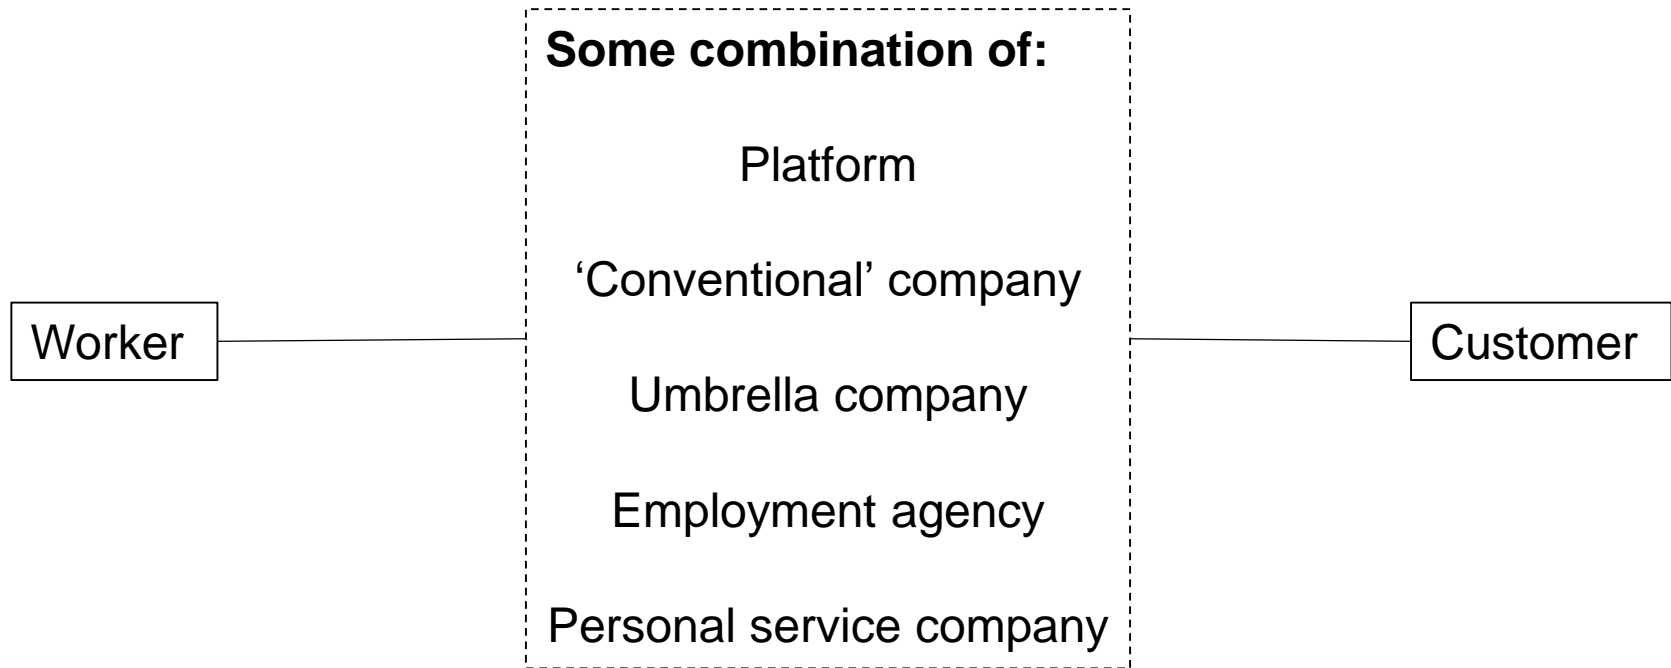 Some combination of:
Platform
‘Conventional’ company
Worker
Customer
Umbrella company
Employment agency
Personal service company